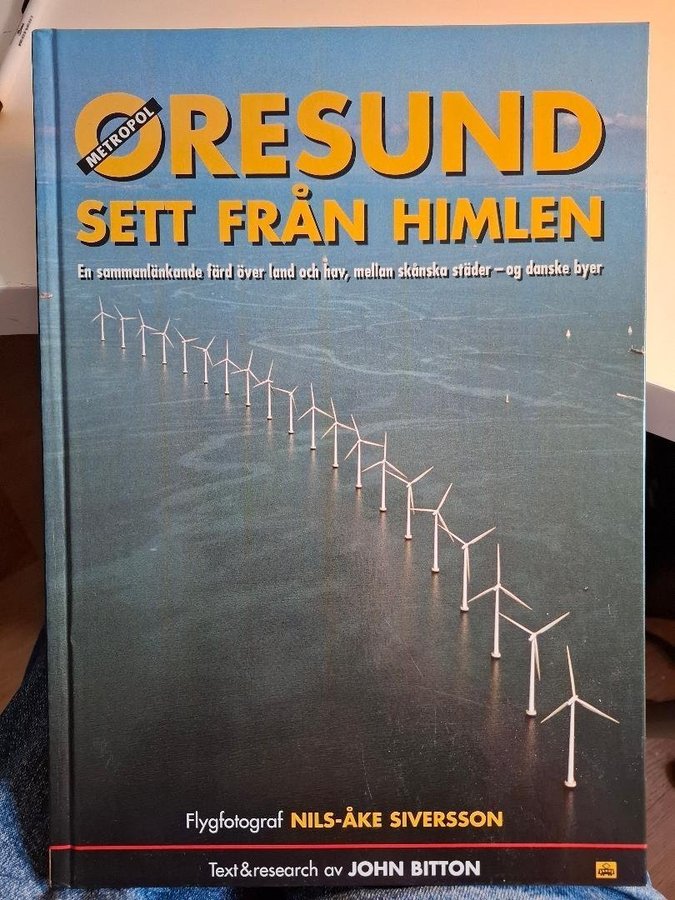 ØRESUND
METROPOL
SETT FRÅN HIMLEN
En sammanlänkande färd över land och hav, mellan skånska städer – og danske byer
Flygfotograf NILS-ÅKE SIVERSSON
Text&research av JOHN BITTON